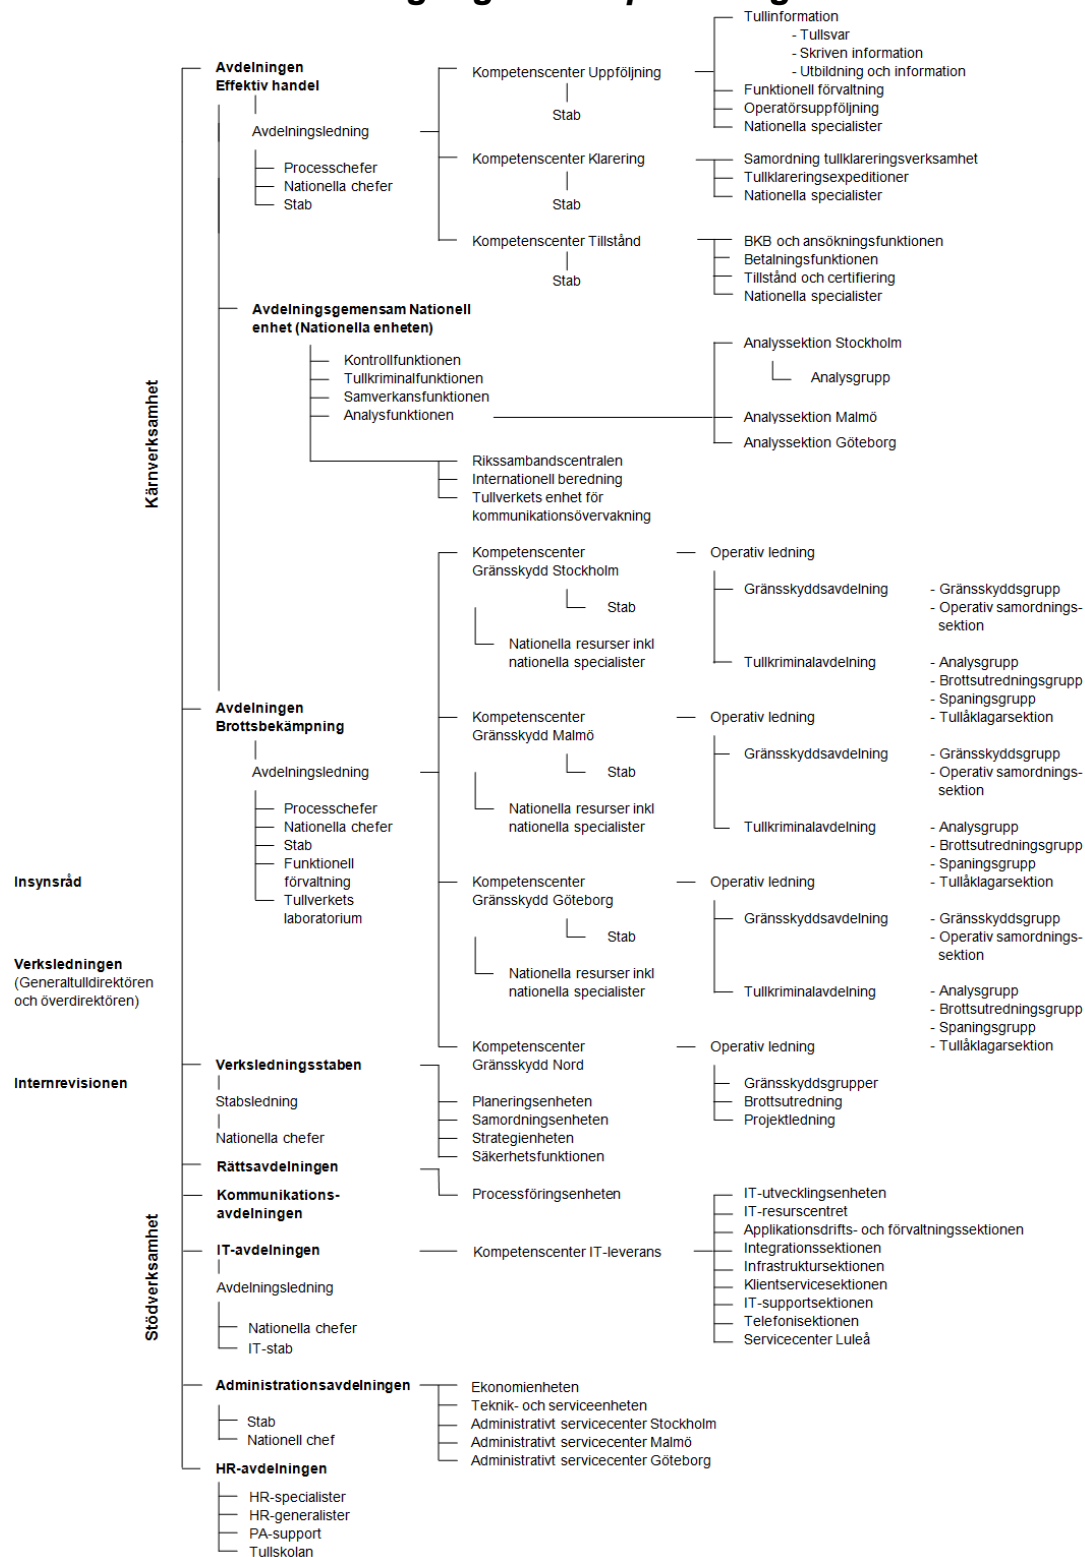 Tullinformation
- Tullsvar
- Skriven information
- Utbildning och information
Avdelningen
Effektiv handel
Kompetenscenter Uppföljning
Funktionell förvaltning
Operatörsuppföljning
Nationella specialister
Stab
Avdelningsledning
Processchefer
Nationella chefer
Stab
Kompetenscenter Klarering
Samordning tullklareringsverksamhet
Tullklareringsexpeditioner
Nationella specialister
Stab
Kompetenscenter Tillstånd
BKB och ansökningsfunktionen
Betalningsfunktionen
Tillstånd och certifiering
Nationella specialister
Stab
Kärnverksamhet
Avdelningsgemensam Nationell
enhet (Nationella enheten)
Kontrollfunktionen
Tullkriminalfunktionen
Samverkansfunktionen
Analysfunktionen
Analyssektion Stockholm
Analysgrupp
Analyssektion Malmö
Analyssektion Göteborg
Rikssambandscentralen
Internationell beredning
Tullverkets enhet för
kommunikationsövervakning
Kompetenscenter
Gränsskydd Stockholm
Stab
Nationella resurser inkl
nationella specialister
Operativ ledning
Gränsskyddsavdelning
- Gränsskyddsgrupp
- Operativ samordnings-
sektion
Tullkriminalavdelning
- Analysgrupp
- Brottsutredningsgrupp
- Spaningsgrupp
- Tullåklagarsektion
Avdelningen
Brottsbekämpning
Avdelningsledning
Processchefer
Nationella chefer
Stab
Funktionell
förvaltning
Tullverkets
laboratorium
Kompetenscenter
Gränsskydd Malmö
Stab
Nationella resurser inkl
nationella specialister
Operativ ledning
Gränsskyddsavdelning
- Gränsskyddsgrupp
- Operativ samordnings-
sektion
Tullkriminalavdelning
- Analysgrupp
- Brottsutredningsgrupp
- Spaningsgrupp
- Tullåklagarsektion
Insynsråd
Verksledningen
(Generaltulldirektören
och överdirektören)
Internrevisionen
Kompetenscenter
Gränsskydd Göteborg
Stab
Nationella resurser inkl
nationella specialister
Operativ ledning
Gränsskyddsavdelning
- Gränsskyddsgrupp
- Operativ samordnings-
sektion
Tullkriminalavdelning
- Analysgrupp
- Brottsutredningsgrupp
- Spaningsgrupp
- Tullåklagarsektion
Kompetenscenter
Gränsskydd Nord
Operativ ledning
Gränsskyddsgrupper
Brottsutredning
Projektledning
Stödverksamhet
Verksledningsstaben
Stabsledning
Nationella chefer
Planeringsenheten
Samordningsenheten
Strategienheten
Säkerhetsfunktionen
Rättsavdelningen
Processföringsenheten
Kommunikations-
avdelningen
IT-avdelningen
Avdelningsledning
Nationella chefer
IT-stab
Kompetenscenter IT-leverans
IT-utvecklingsenheten
IT-resurscentret
Applikationsdrifts- och förvaltningssektionen
Integrationssektionen
Infrastruktursektionen
Klientservicesektionen
IT-supportsektionen
Telefonisektionen
Servicecenter Luleå
Administrationsavdelningen
Stab
Nationell chef
Ekonomienheten
Teknik- och serviceenheten
Administrativt servicecenter Stockholm
Administrativt servicecenter Malmö
Administrativt servicecenter Göteborg
HR-avdelningen
HR-specialister
HR-generalister
PA-support
Tullskolan